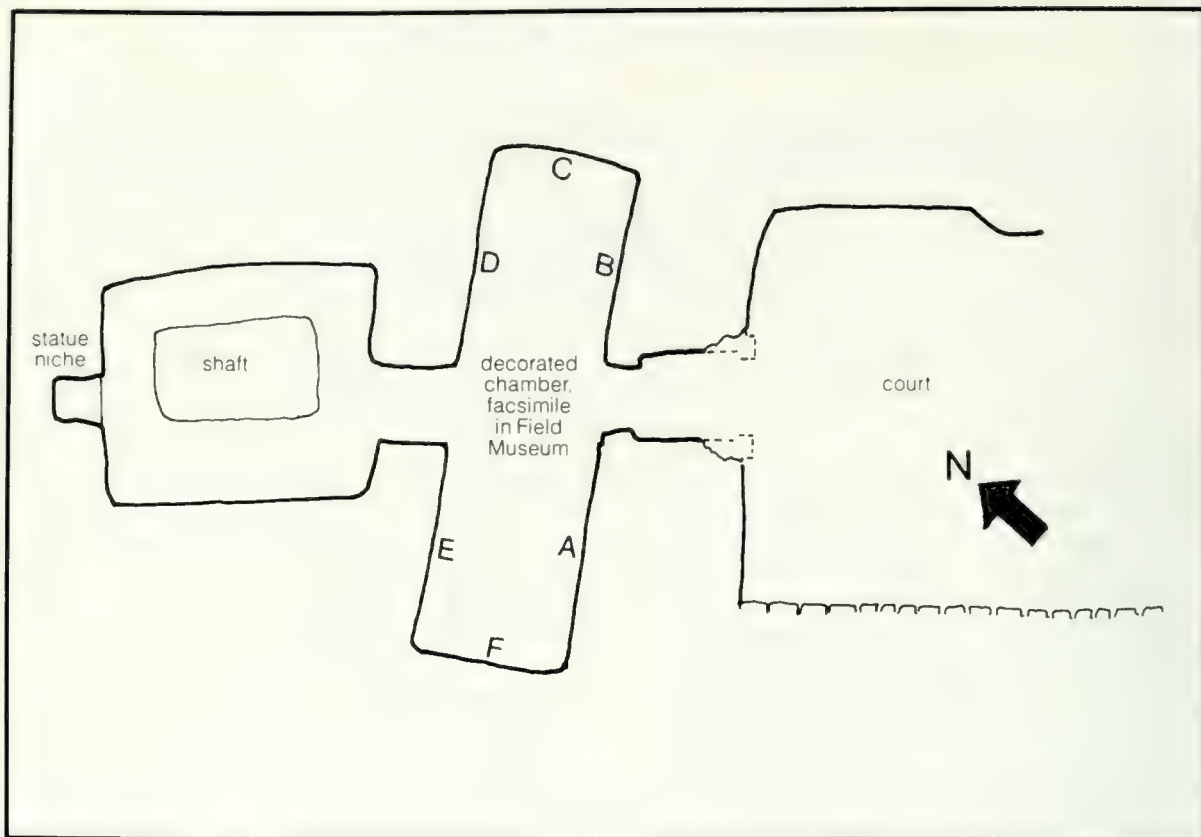 C
D
B
statue
niche
shaft
decorated
chamber,
facsimile
in Field
Museum
court
N
E
A
F